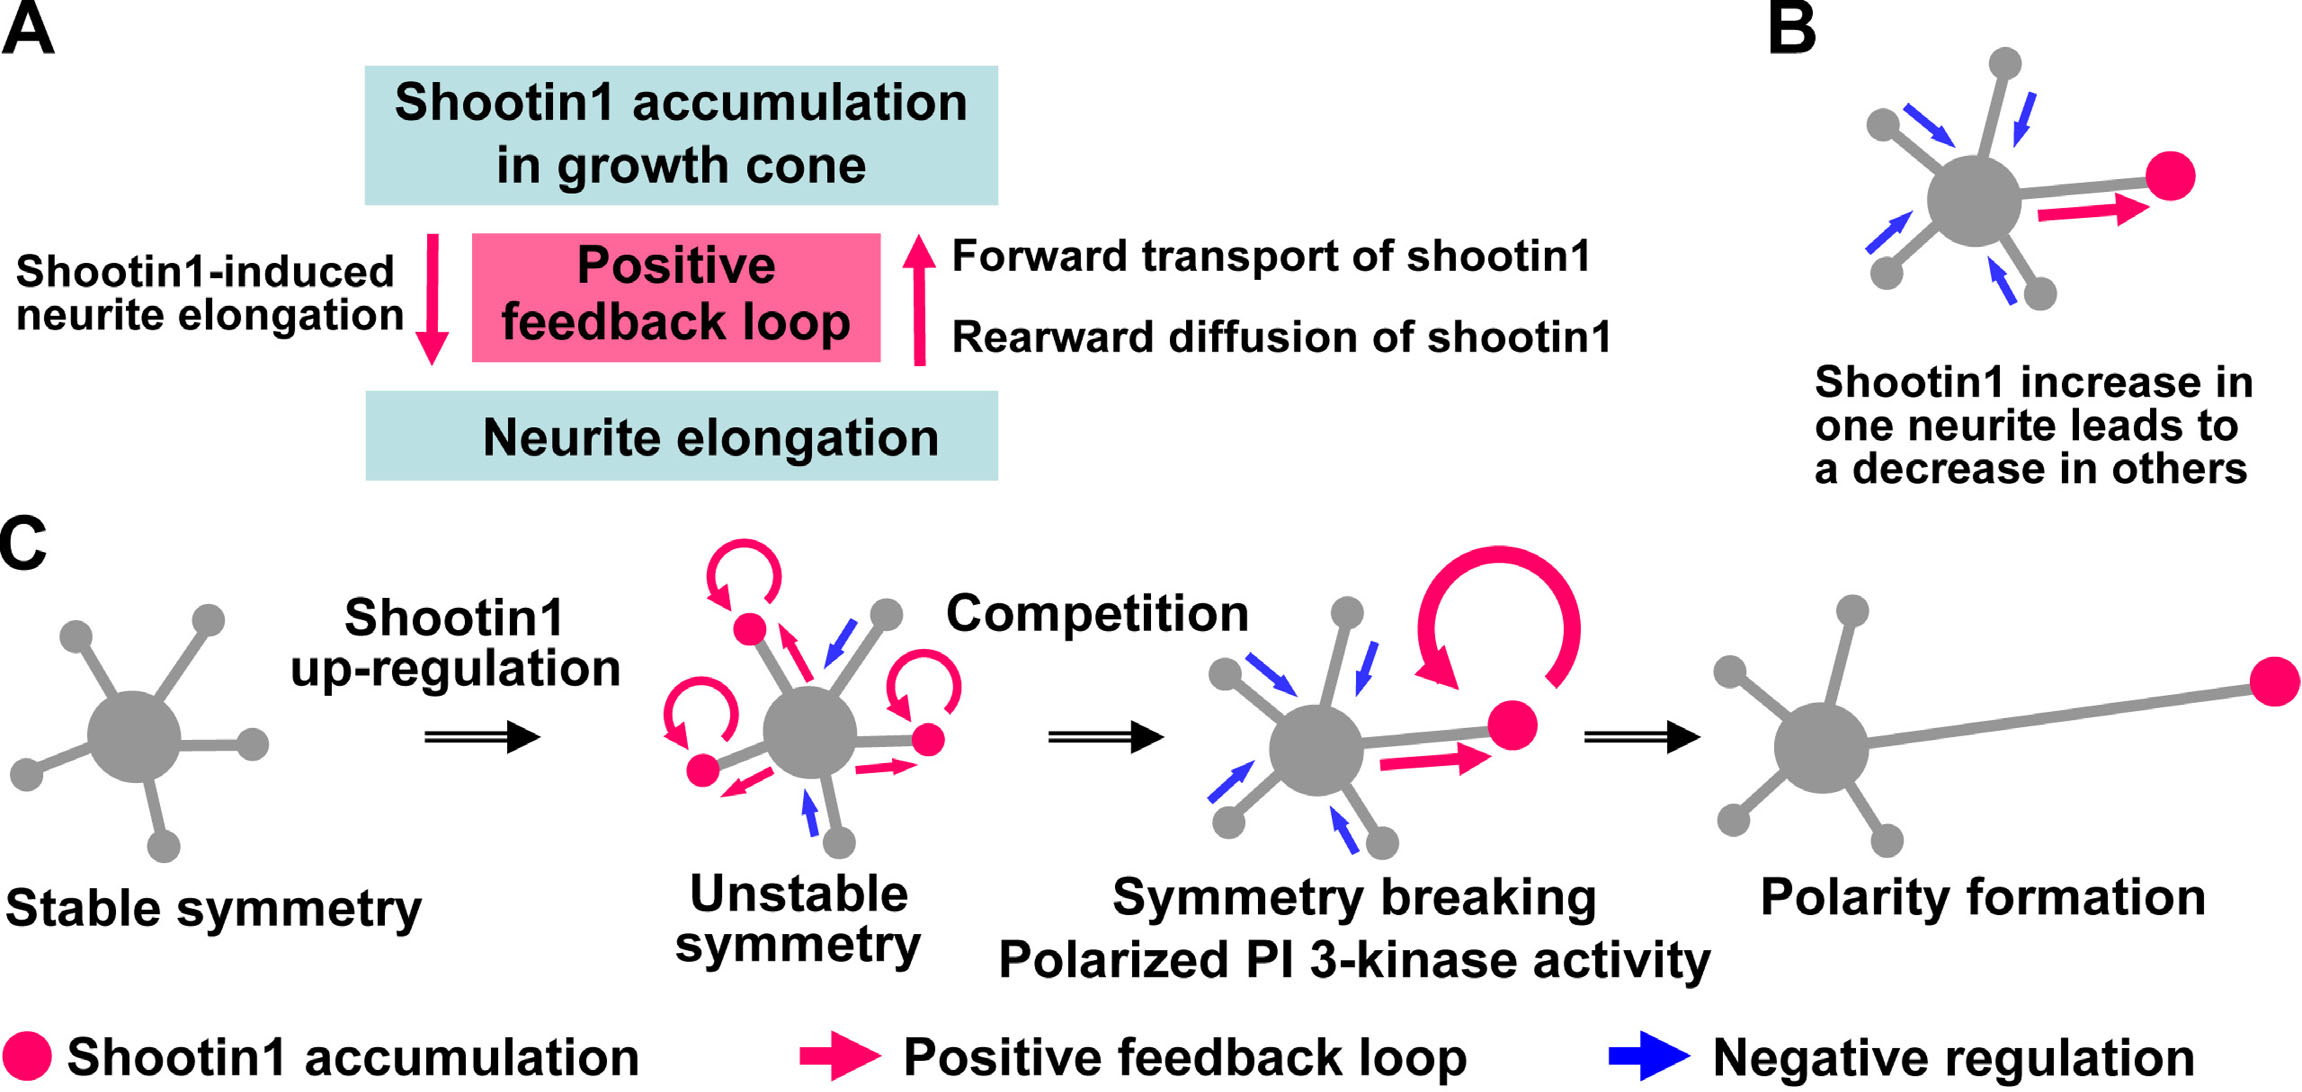 A
B
Shootin1 accumulation
in growth cone
Shootin1-induced
neurite elongation
Positive
feedback loop
Forward transport of shootin1
Rearward diffusion of shootin1
Neurite elongation
Shootin1 increase in
one neurite leads to
a decrease in others
C
Shootin1
up-regulation
Competition
Stable symmetry
Unstable
symmetry
Symmetry breaking
Polarized PI 3-kinase activity
Polarity formation
Shootin1 accumulation
Positive feedback loop
Negative regulation